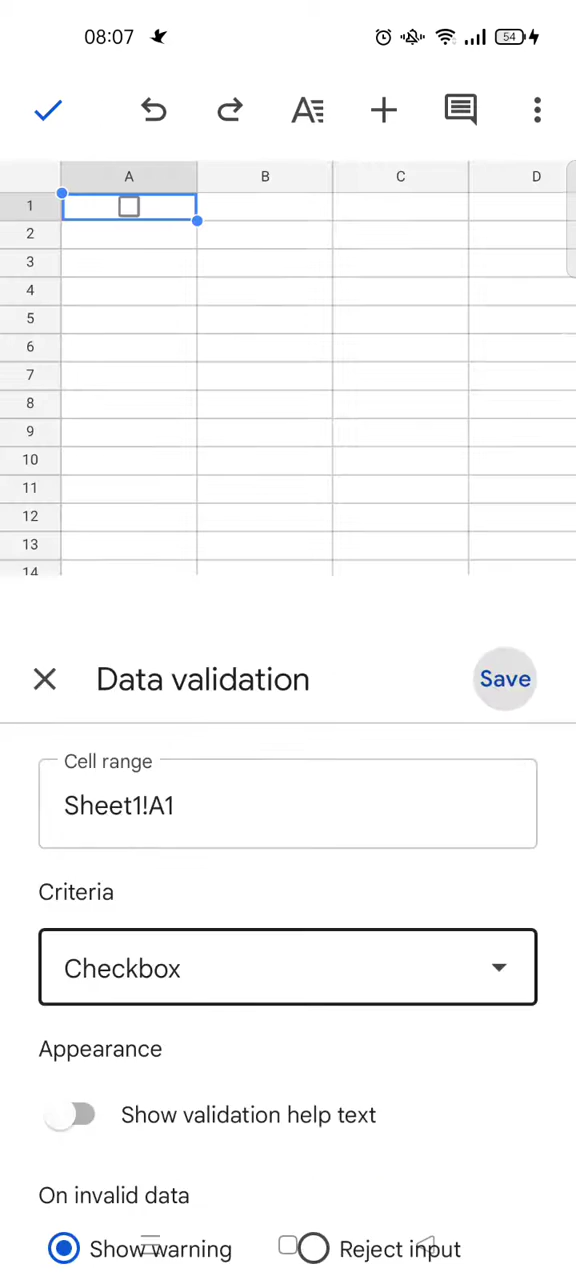 08:07 54
A B C D
1
2
3
4
5
6
7
8
9
10
11
12
13
14
Data validation Save
Cell range
Sheet1!A1
Criteria
Checkbox
Appearance
Show validation help text
On invalid data
Show warning Reject input